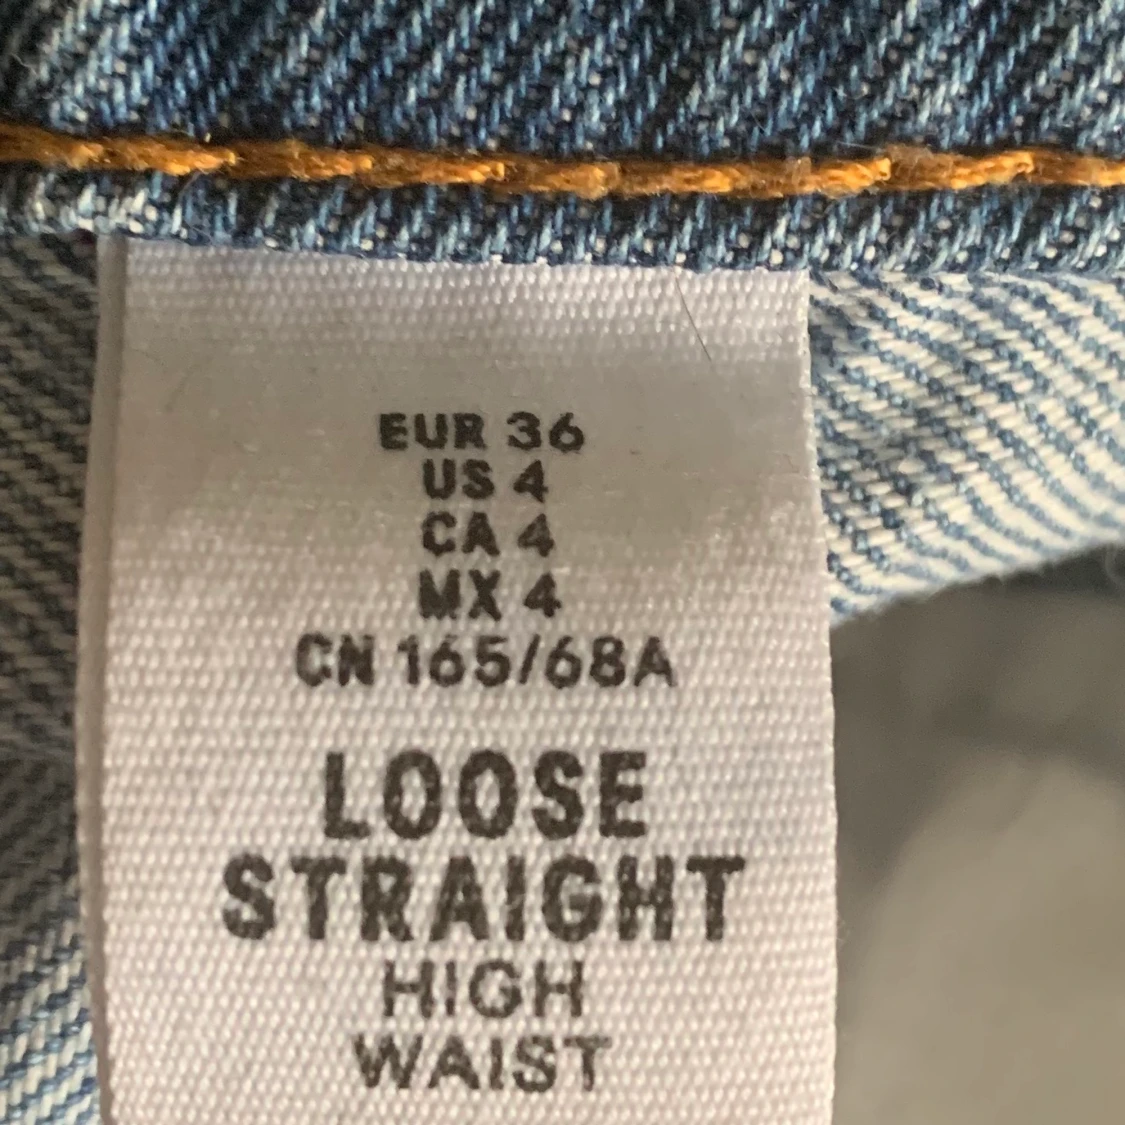 EUR 36
US 4
CA 4
MX 4
CN 165/68A
LOOSE
STRAIGHT
HIGH
WAIST